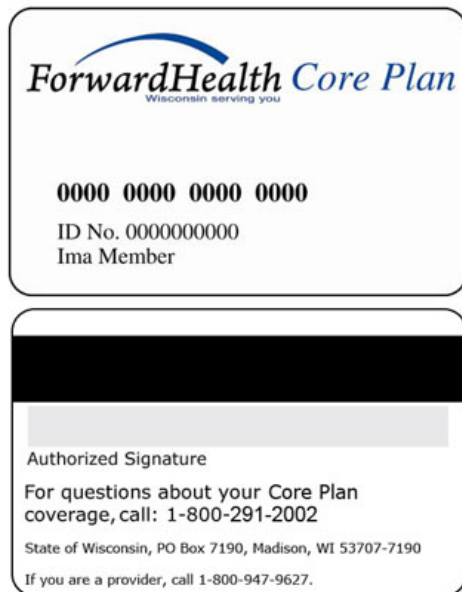 ForwardHealth Core Plan
Wisconsin serving you
0000 0000 0000 0000
ID No. 0000000000
Ima Member
Authorized Signature
For questions about your Core Plan
coverage, call: 1-800-291-2002
State of Wisconsin, PO Box 7190, Madison, WI 53707-7190
If you are a provider, call 1-800-947-9627.